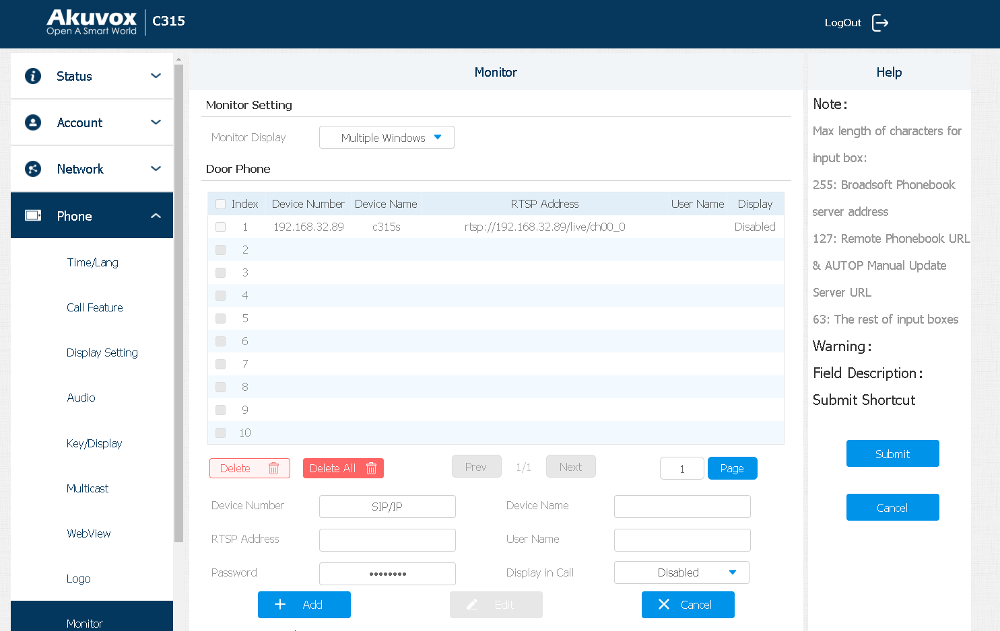 Akuvox
Open A Smart World
C315
LogOut
Status
Account
Network
Phone
Time/Lang
Call Feature
Display Setting
Audio
Key/Display
Multicast
WebView
Logo
Monitor
Monitor
Monitor Setting
Monitor Display Multiple Windows
Door Phone
Index Device Number Device Name RTSP Address User Name Display
1 192.168.32.89 c315s rtsp://192.168.32.89/live/ch00_0 Disabled
2
3
4
5
6
7
8
9
10
Delete Delete All Prev 1/1 Next 1 Page
Device Number SIP/IP Device Name
RTSP Address User Name
Password •••••••• Display in Call Disabled
Add Edit Cancel
Help
Note:
Max length of characters for
input box:
255: Broadsoft Phonebook
server address
127: Remote Phonebook URL
& AUTOP Manual Update
Server URL
63: The rest of input boxes
Warning:
Field Description:
Submit Shortcut
Submit
Cancel